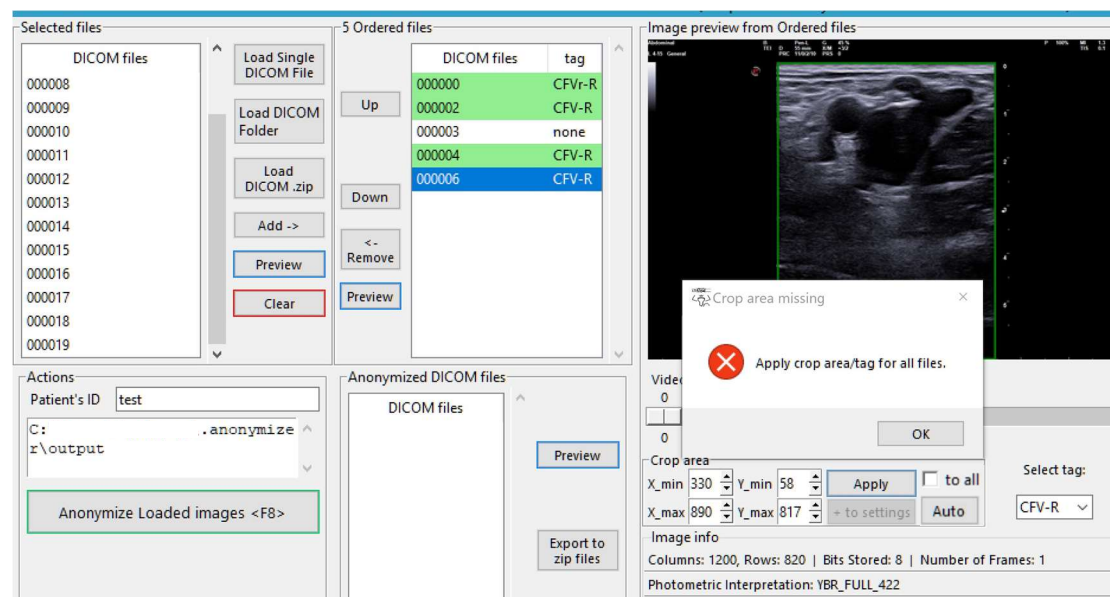 Selected files
DICOM files
000008
000009
000010
000011
000012
000013
000014
000015
000016
000017
000018
000019
Load Single
DICOM File
Load DICOM
Folder
Load
DICOM .zip
Add ->
Preview
Clear
5 Ordered files
Up
Down
<-
Remove
Preview
DICOM files tag
000000 CFVr-R
000002 CFV-R
000003 none
000004 CFV-R
000006 CFV-R
Image preview from Ordered files
Abdominal
L 4-15 General
Crop area missing
Apply crop area/tag for all files.
OK
0
0
Crop area
X_min 330 Y_min 58 Apply to all
X_max 890 Y_max 817 + to settings Auto
Select tag:
CFV-R
Image info
Columns: 1200, Rows: 820 | Bits Stored: 8 | Number of Frames: 1
Photometric Interpretation: YBR_FULL_422
Actions
Patient's ID test
C: .anonymize
r\output
Anonymize Loaded images <F8>
Anonymized DICOM files
DICOM files
Preview
Export to
zip files